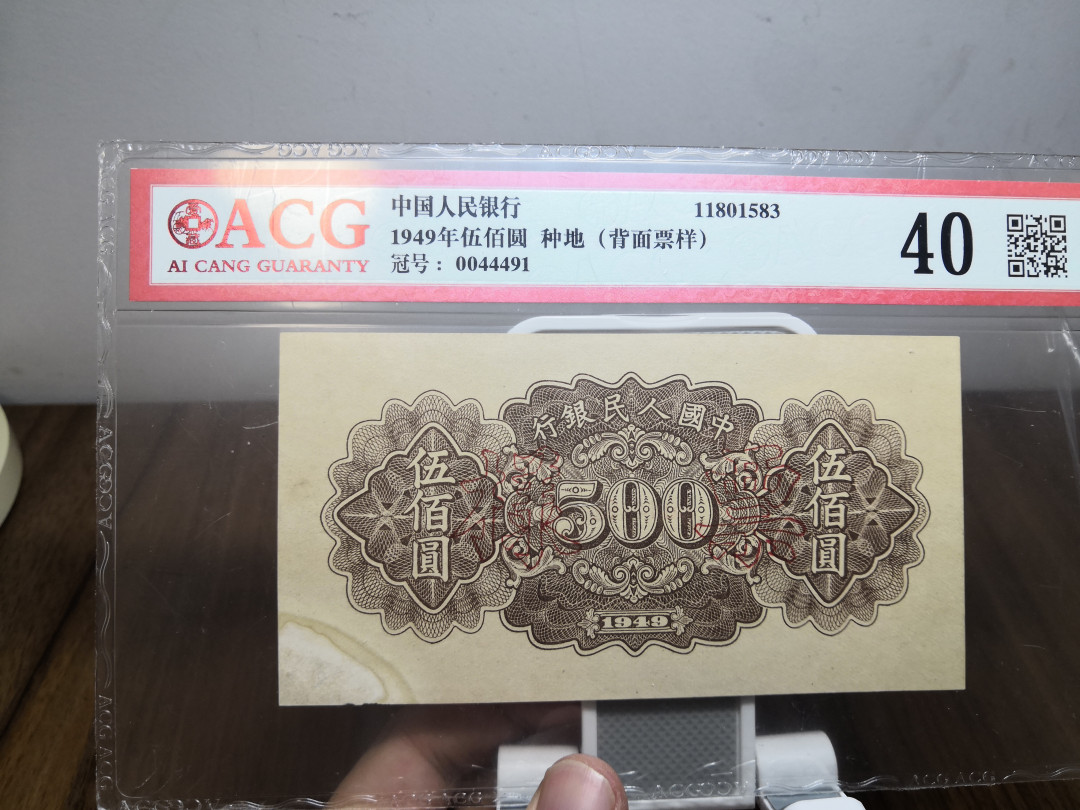 ACG
AI CANG GUARANTY
中国人民银行
11801583
1949年伍佰圆 种地（背面票样）
冠号：0044491
40
行銀民人國中
伍佰圓
500
伍佰圓
1949